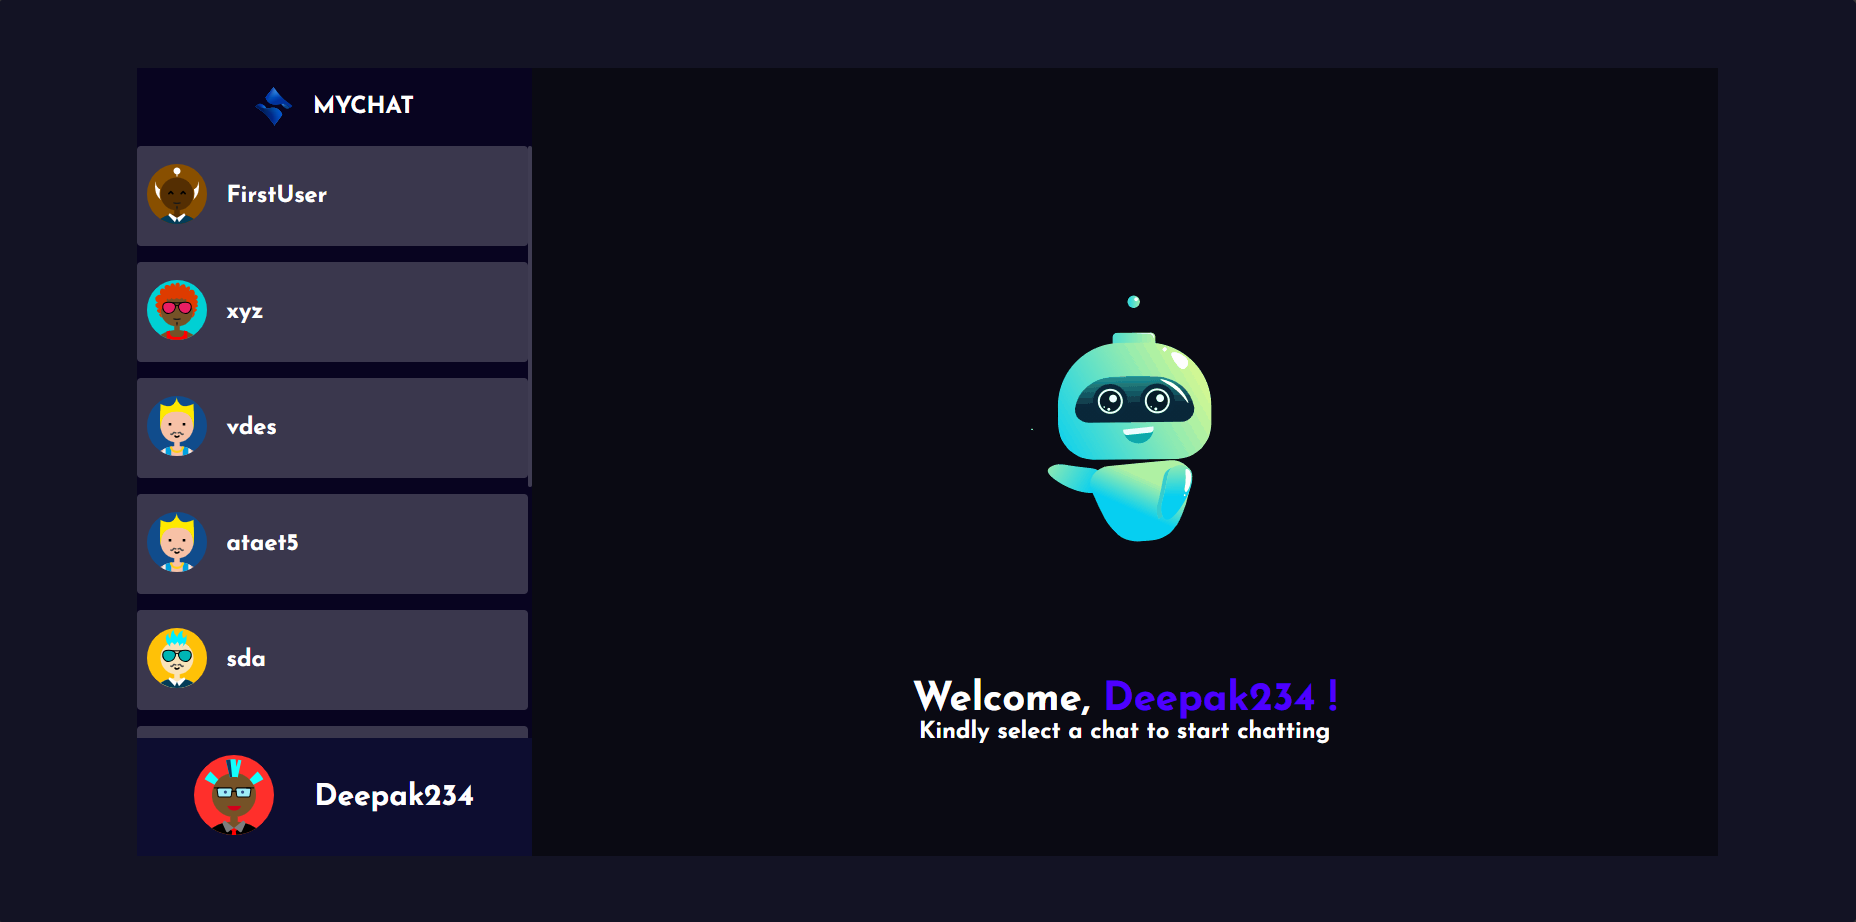 MYCHAT
FirstUser
xyz
vdes
ataet5
sda
Deepak234
Welcome, Deepak234 !
Kindly select a chat to start chatting